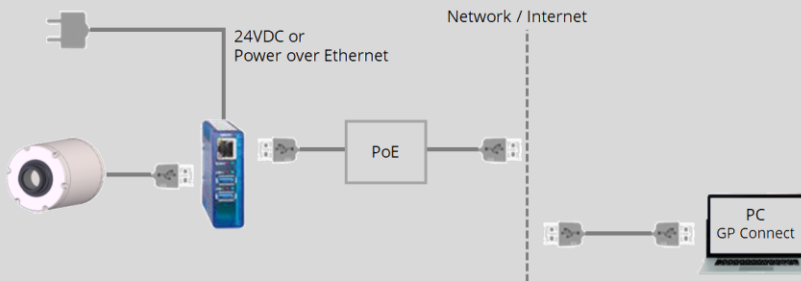 Network / Internet
24VDC or
Power over Ethernet
PoE
PC
GP Connect